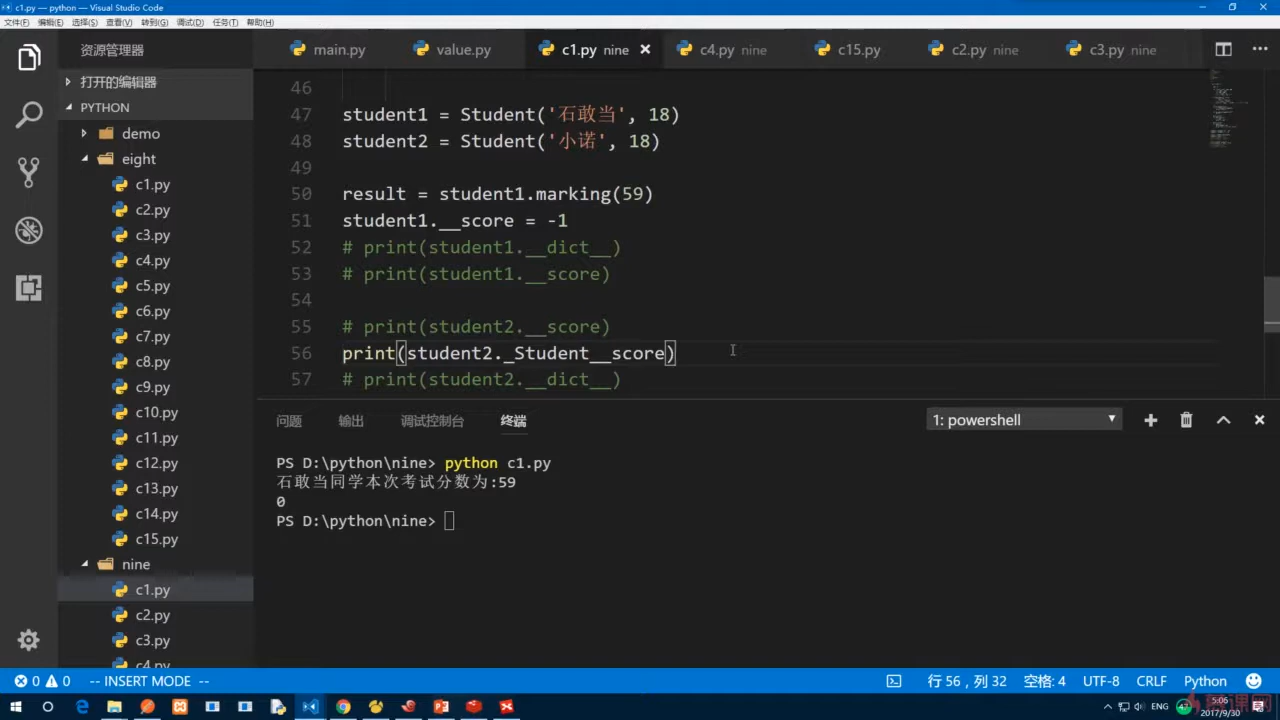 c1.py — python — Visual Studio Code
文件(F) 编辑(E) 选择(S) 查看(V) 转到(G) 调试(D) 任务(T) 帮助(H)
资源管理器
main.py value.py c1.py nine c4.py nine c15.py c2.py nine c3.py nine
打开的编辑器
PYTHON
demo
eight
c1.py
c2.py
c3.py
c4.py
c5.py
c6.py
c7.py
c8.py
c9.py
c10.py
c11.py
c12.py
c13.py
c14.py
c15.py
nine
c1.py
c2.py
c3.py
c4.py
46
47 student1 = Student('石敢当', 18)
48 student2 = Student('小诺', 18)
49
50 result = student1.marking(59)
51 student1.__score = -1
52 # print(student1.__dict__)
53 # print(student1.__score)
54
55 # print(student2.__score)
56 print(student2._Student__score)
57 # print(student2.__dict__)
问题 输出 调试控制台 终端 1: powershell
PS D:\python\nine> python c1.py
石敢当同学本次考试分数为:59
0
PS D:\python\nine>
0 0 -- INSERT MODE -- 行 56，列 32 空格: 4 UTF-8 CRLF Python
ENG 47 5:06
2017/9/30